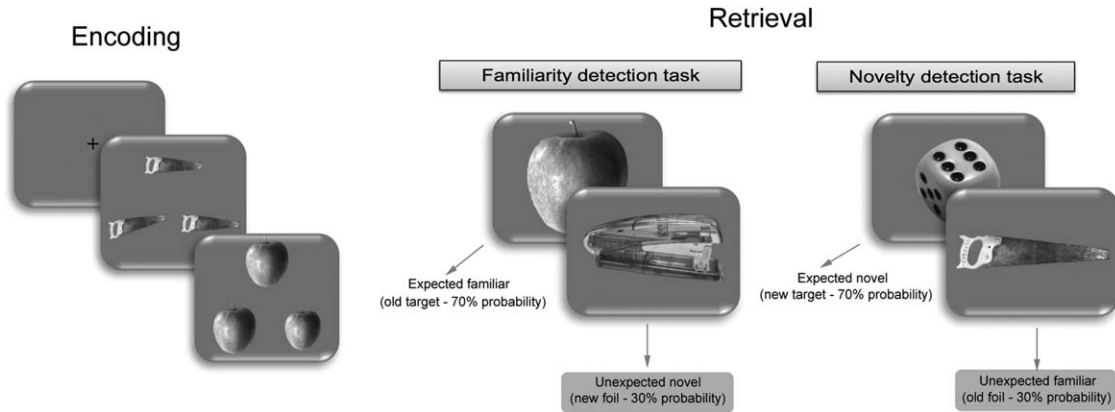 Encoding
Retrieval
Familiarity detection task
Expected familiar
(old target - 70% probability)
Unexpected novel
(new foil - 30% probability)
Novelty detection task
Expected novel
(new target - 70% probability)
Unexpected familiar
(old foil - 30% probability)